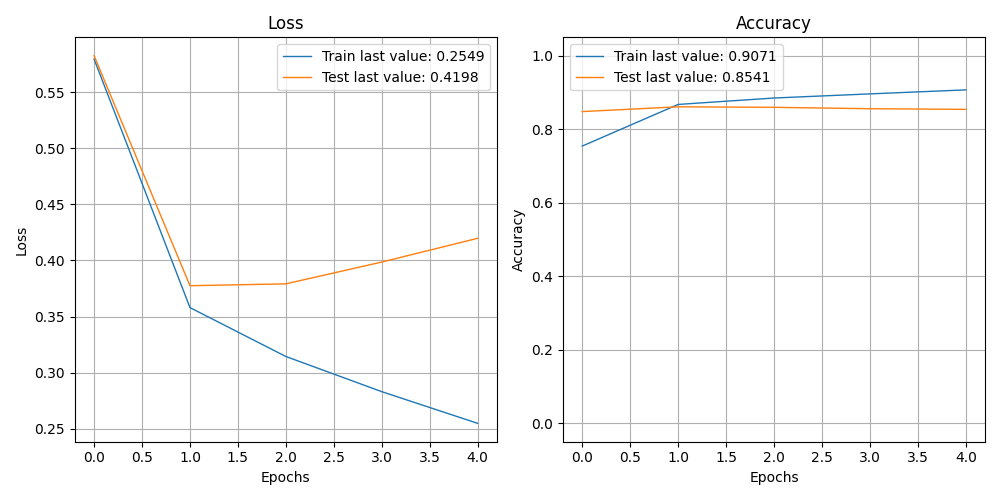 Loss
Train last value: 0.2549
Test last value: 0.4198
0.55
0.50
0.45
0.40
0.35
0.30
0.25
Loss
0.0 0.5 1.0 1.5 2.0 2.5 3.0 3.5 4.0
Epochs
Accuracy
Train last value: 0.9071
Test last value: 0.8541
1.0
0.8
0.6
0.4
0.2
0.0
Accuracy
0.0 0.5 1.0 1.5 2.0 2.5 3.0 3.5 4.0
Epochs